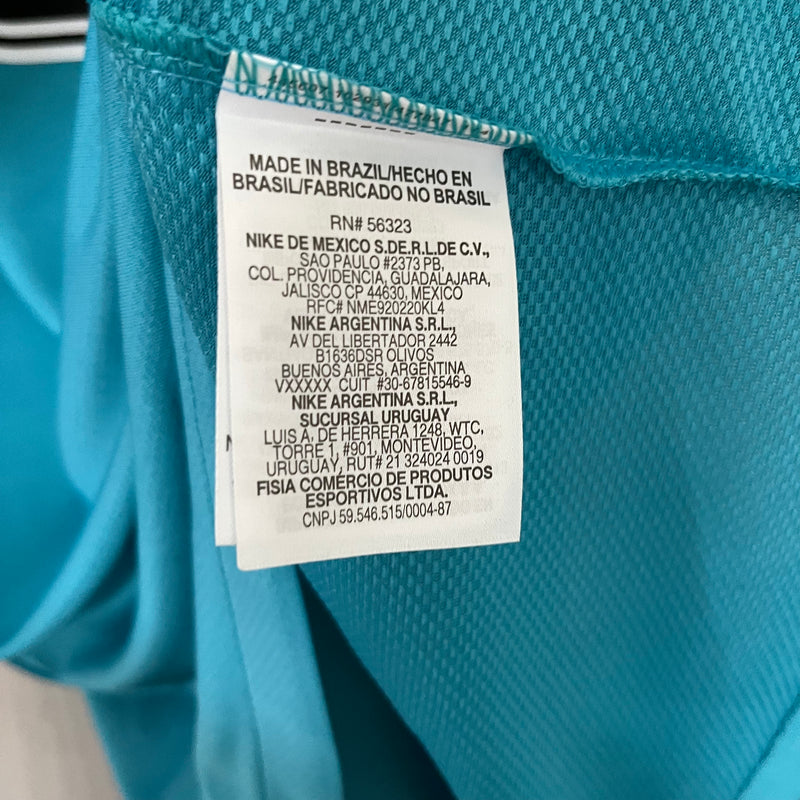 MADE IN BRAZIL/HECHO EN
BRASIL/FABRICADO NO BRASIL
RN# 56323
NIKE DE MEXICO S.DE.R.L.DE C.V.,
SAO PAULO #2373 PB,
COL. PROVIDENCIA, GUADALAJARA,
JALISCO CP 44630, MEXICO
RFC# NME920220KL4
NIKE ARGENTINA S.R.L.,
AV DEL LIBERTADOR 2442
B1636DSR OLIVOS
BUENOS AIRES, ARGENTINA
VXXXXX CUIT #30-67815546-9
NIKE ARGENTINA S.R.L.,
SUCURSAL URUGUAY
LUIS A. DE HERRERA 1248, WTC,
TORRE 1, #901, MONTEVIDEO,
URUGUAY, RUT# 21 324024 0019
FISIA COMÉRCIO DE PRODUTOS
ESPORTIVOS LTDA.
CNPJ 59.546.515/0004-87